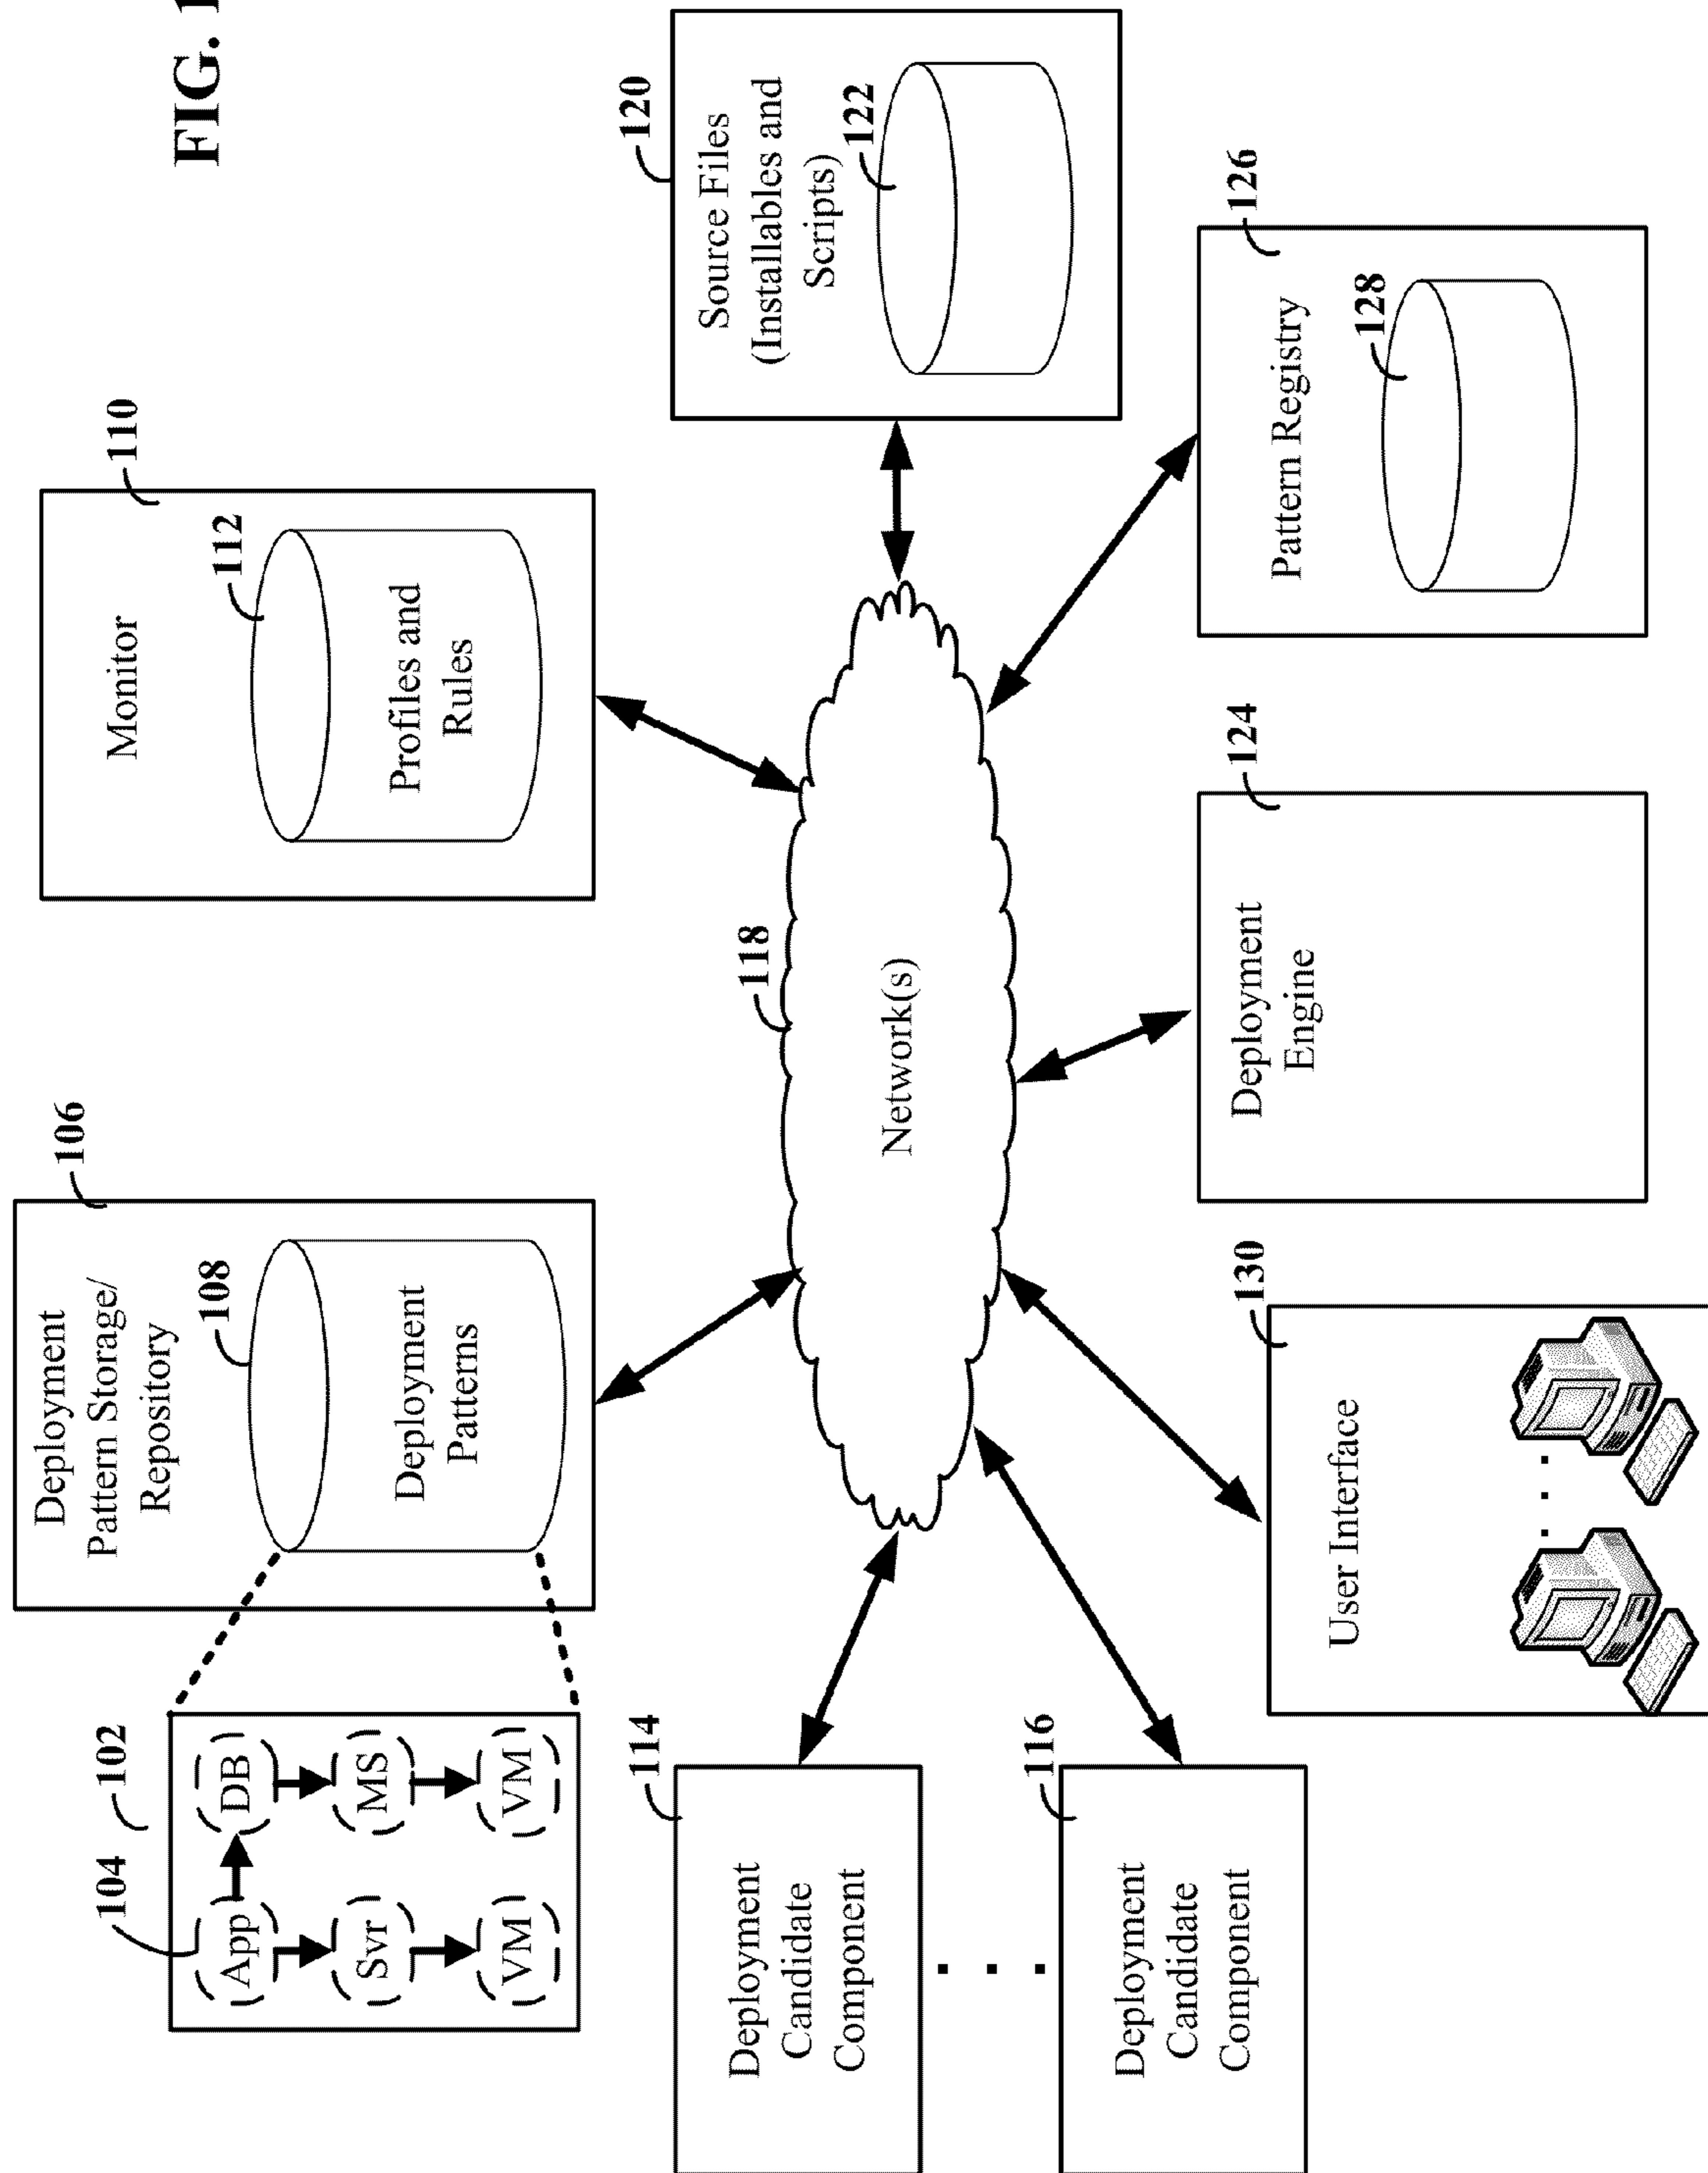 FIG. 1
104
102
App
DB
Svr
MS
VM
VM
106
Deployment
Pattern Storage/
Repository
108
Deployment
Patterns
110
Monitor
112
Profiles and
Rules
120
Source Files
(Installables and
Scripts)
122
118
Network(s)
114
Deployment
Candidate
Component
116
Deployment
Candidate
Component
130
User Interface
124
Deployment
Engine
126
Pattern Registry
128